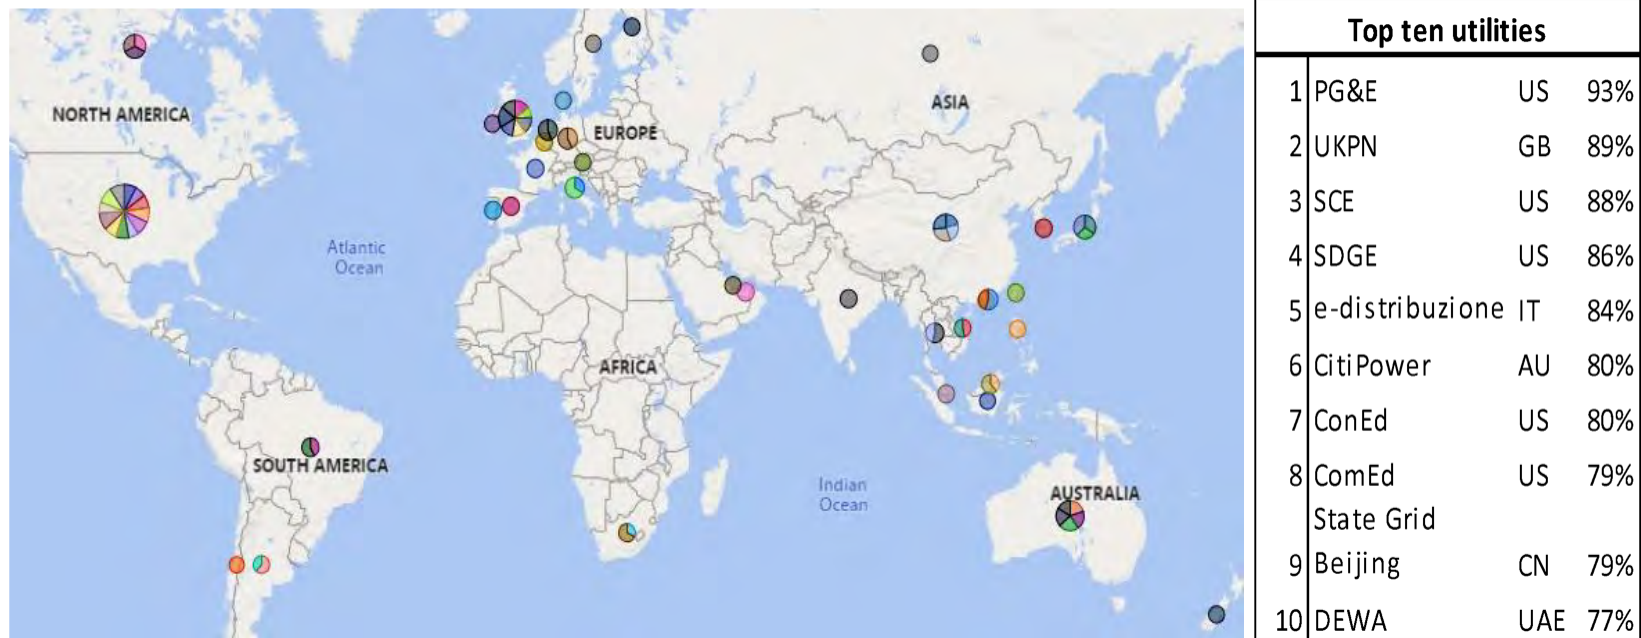 NORTH AMERICA
ASIA
EUROPE
Atlantic
Ocean
AFRICA
SOUTH AMERICA
Indian
Ocean
AUSTRALIA
Top ten utilities
1 PG&E US 93%
2 UKPN GB 89%
3 SCE US 88%
4 SDGE US 86%
5 e-distribuzione IT 84%
6 CitiPower AU 80%
7 ConEd US 80%
8 ComEd US 79%
State Grid
9 Beijing CN 79%
10 DEWA UAE 77%